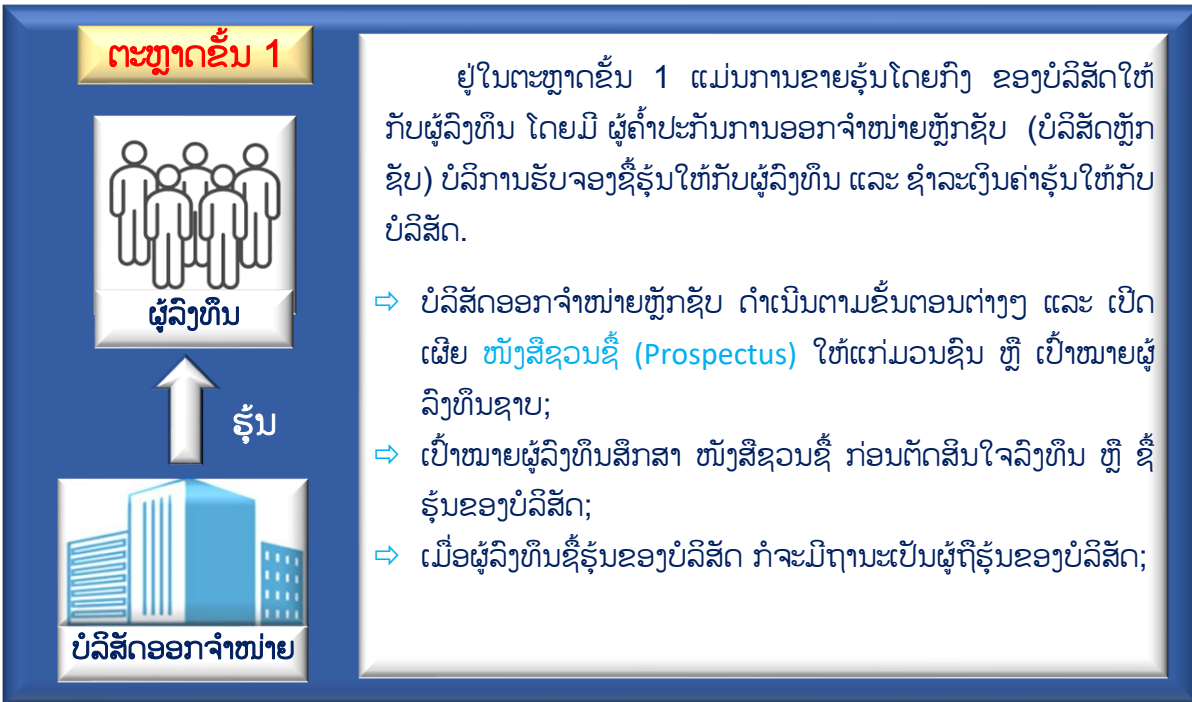 ຕະຫຼາດຂັ້ນ 1
ຜູ້ລົງທຶນ
ຮຸ້ນ
ບໍລິສັດອອກຈຳໜ່າຍ
ຢູ່ໃນຕະຫຼາດຂັ້ນ 1 ແມ່ນການຂາຍຮຸ້ນໂດຍກົງ ຂອງບໍລິສັດໃຫ້
ກັບຜູ້ລົງທຶນ ໂດຍມີ ຜູ້ຄໍ້າປະກັນການອອກຈໍາໜ່າຍຫຼັກຊັບ (ບໍລິສັດຫຼັກ
ຊັບ) ບໍລິການຮັບຈອງຊື້ຮຸ້ນໃຫ້ກັບຜູ້ລົງທຶນ ແລະ ຊໍາລະເງິນຄ່າຮຸ້ນໃຫ້ກັບ
ບໍລິສັດ.
⇨ ບໍລິສັດອອກຈໍາໜ່າຍຫຼັກຊັບ ດໍາເນີນຕາມຂັ້ນຕອນຕ່າງໆ ແລະ ເປີດ
ເຜີຍ ໜັງສືຊວນຊື້ (Prospectus) ໃຫ້ແກ່ມວນຊົນ ຫຼື ເປົ້າໝາຍຜູ້
ລົງທຶນຊາບ;
⇨ ເປົ້າໝາຍຜູ້ລົງທຶນສຶກສາ ໜັງສືຊວນຊື້ ກ່ອນຕັດສິນໃຈລົງທຶນ ຫຼື ຊື້
ຮຸ້ນຂອງບໍລິສັດ;
⇨ ເມື່ອຜູ້ລົງທຶນຊື້ຮຸ້ນຂອງບໍລິສັດ ກໍຈະມີຖານະເປັນຜູ້ຖືຮຸ້ນຂອງບໍລິສັດ;